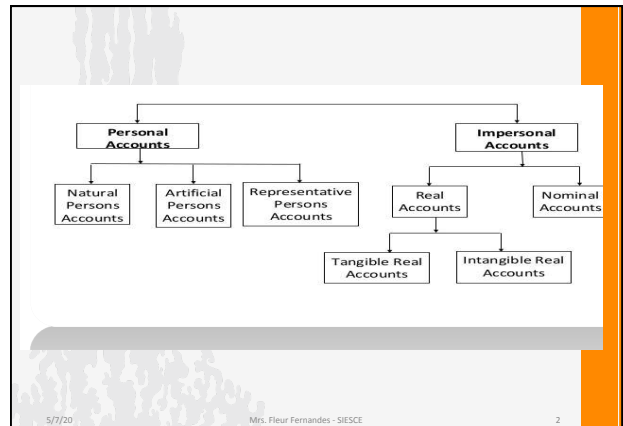 Personal
Accounts
Impersonal
Accounts
Natural
Persons
Accounts
Artificial
Persons
Accounts
Representative
Persons
Accounts
Real
Accounts
Nominal
Accounts
Tangible Real
Accounts
Intangible Real
Accounts
5/7/20
Mrs. Fleur Fernandes - SIESCE
2